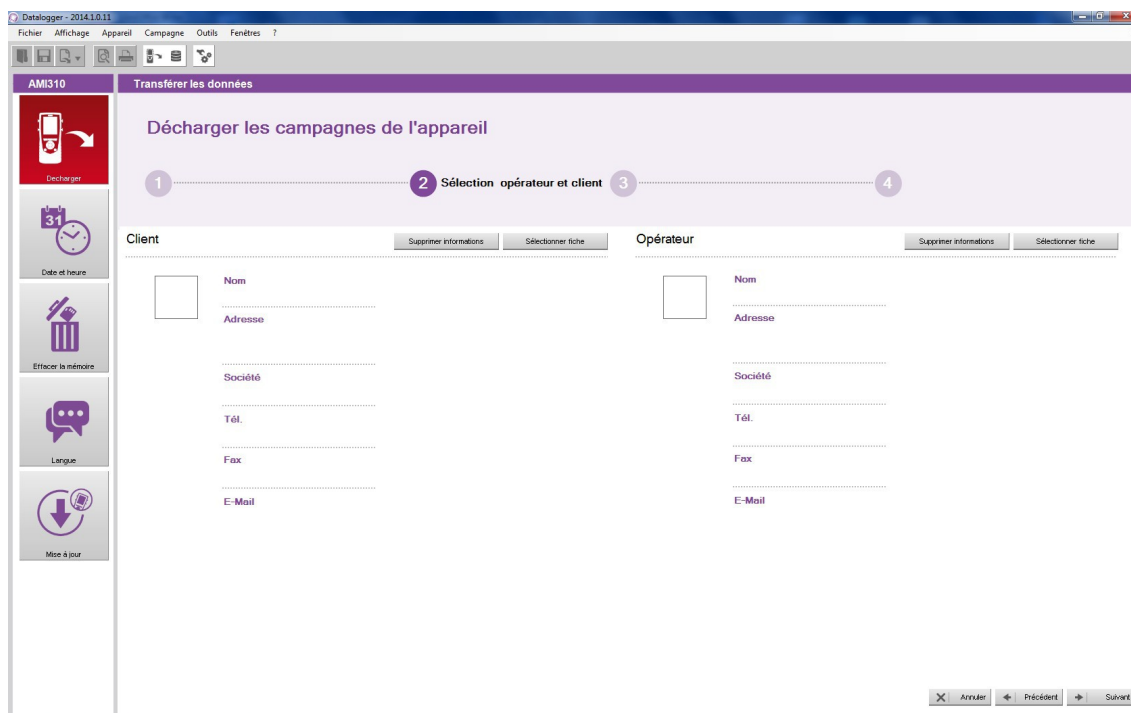 Datalogger - 2014.1.0.11
Fichier Affichage Appareil Campagne Outils Fenêtres ?
AMI310
Transférer les données
Decharger
Date et heure
31
Effacer la mémoire
Langue
Mise à jour
Décharger les campagnes de l'appareil
1 2 Sélection opérateur et client 3 4
Client Supprimer informations Sélectionner fiche
Nom
Adresse
Société
Tél.
Fax
E-Mail
Opérateur Supprimer informations Sélectionner fiche
Nom
Adresse
Société
Tél.
Fax
E-Mail
Annuler Précédent Suivant